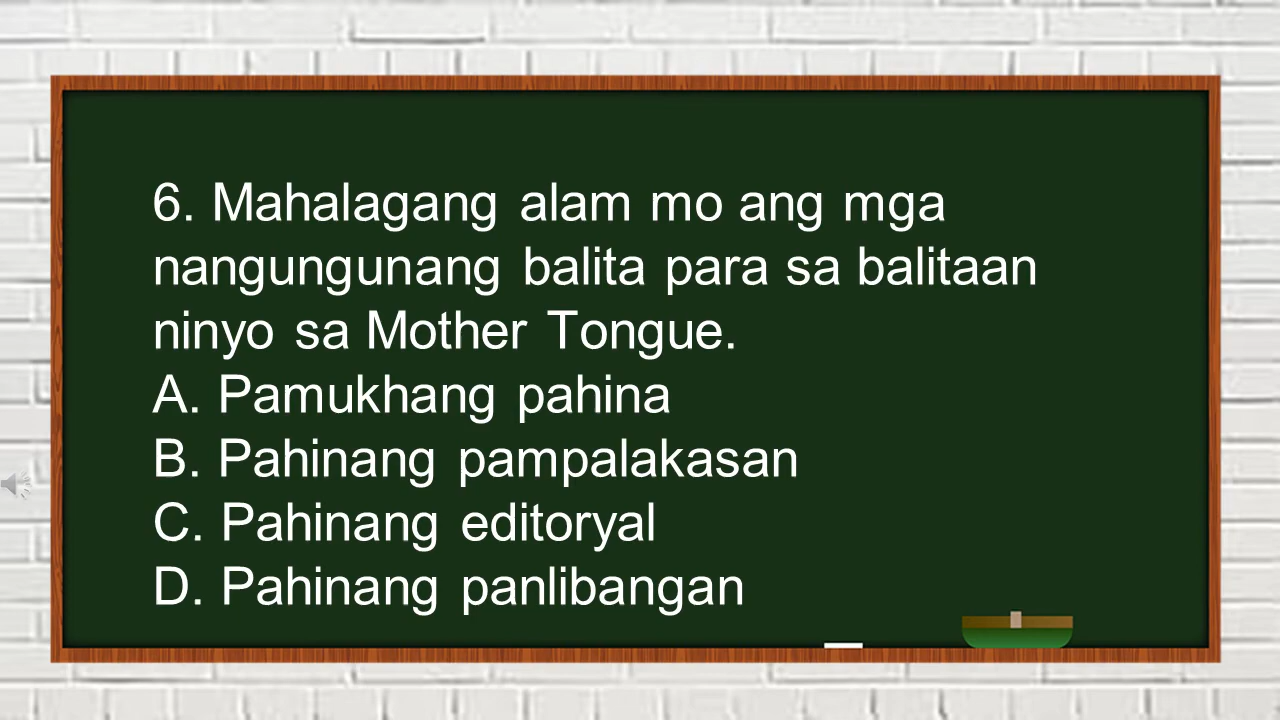 6. Mahalagang alam mo ang mga
nangungunang balita para sa balitaan
ninyo sa Mother Tongue.
A. Pamukhang pahina
B. Pahinang pampalakasan
C. Pahinang editoryal
D. Pahinang panlibangan